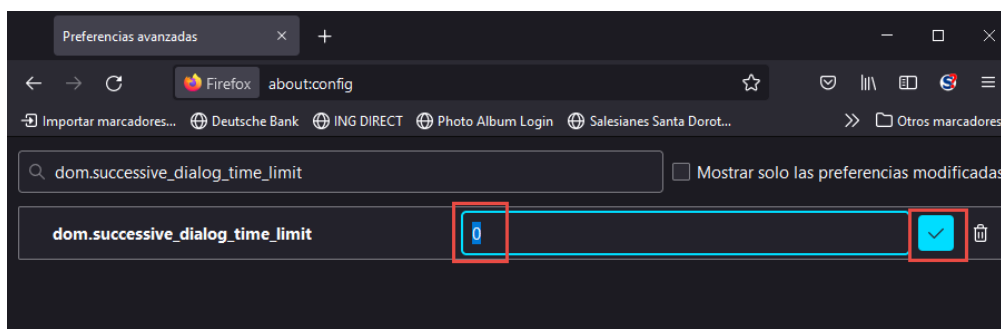 Preferencias avanzadas
Firefox about:config
Importar marcadores... Deutsche Bank ING DIRECT Photo Album Login Salesianes Santa Dorot... Otros marcadores
dom.successive_dialog_time_limit Mostrar solo las preferencias modificadas
dom.successive_dialog_time_limit 0